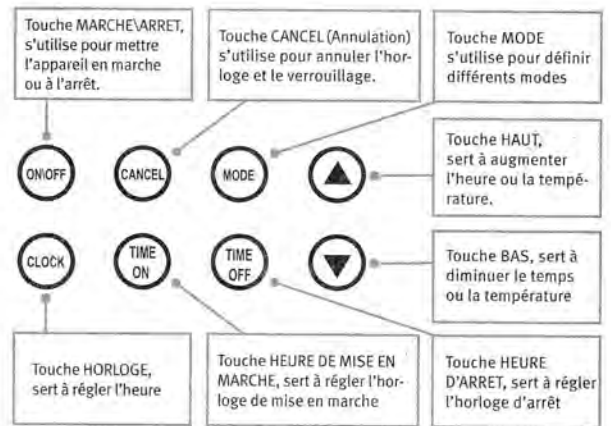 Touche MARCHE\ARRET,
s'utilise pour mettre
l'appareil en marche
ou à l'arrêt.
Touche CANCEL (Annulation)
s'utilise pour annuler l'hor-
loge et le verrouillage.
Touche MODE
s'utilise pour définir
différents modes
ON\OFF
CANCEL
MODE
Touche HAUT,
sert à augmenter
l'heure ou la tempé-
rature.
CLOCK
TIME
ON
TIME
OFF
Touche BAS, sert à
diminuer le temps
ou la température
Touche HORLOGE,
sert à régler l'heure
Touche HEURE DE MISE EN
MARCHE, sert à régler l'hor-
loge de mise en marche
Touche HEURE
D'ARRET, sert à régler
l'horloge d'arrêt